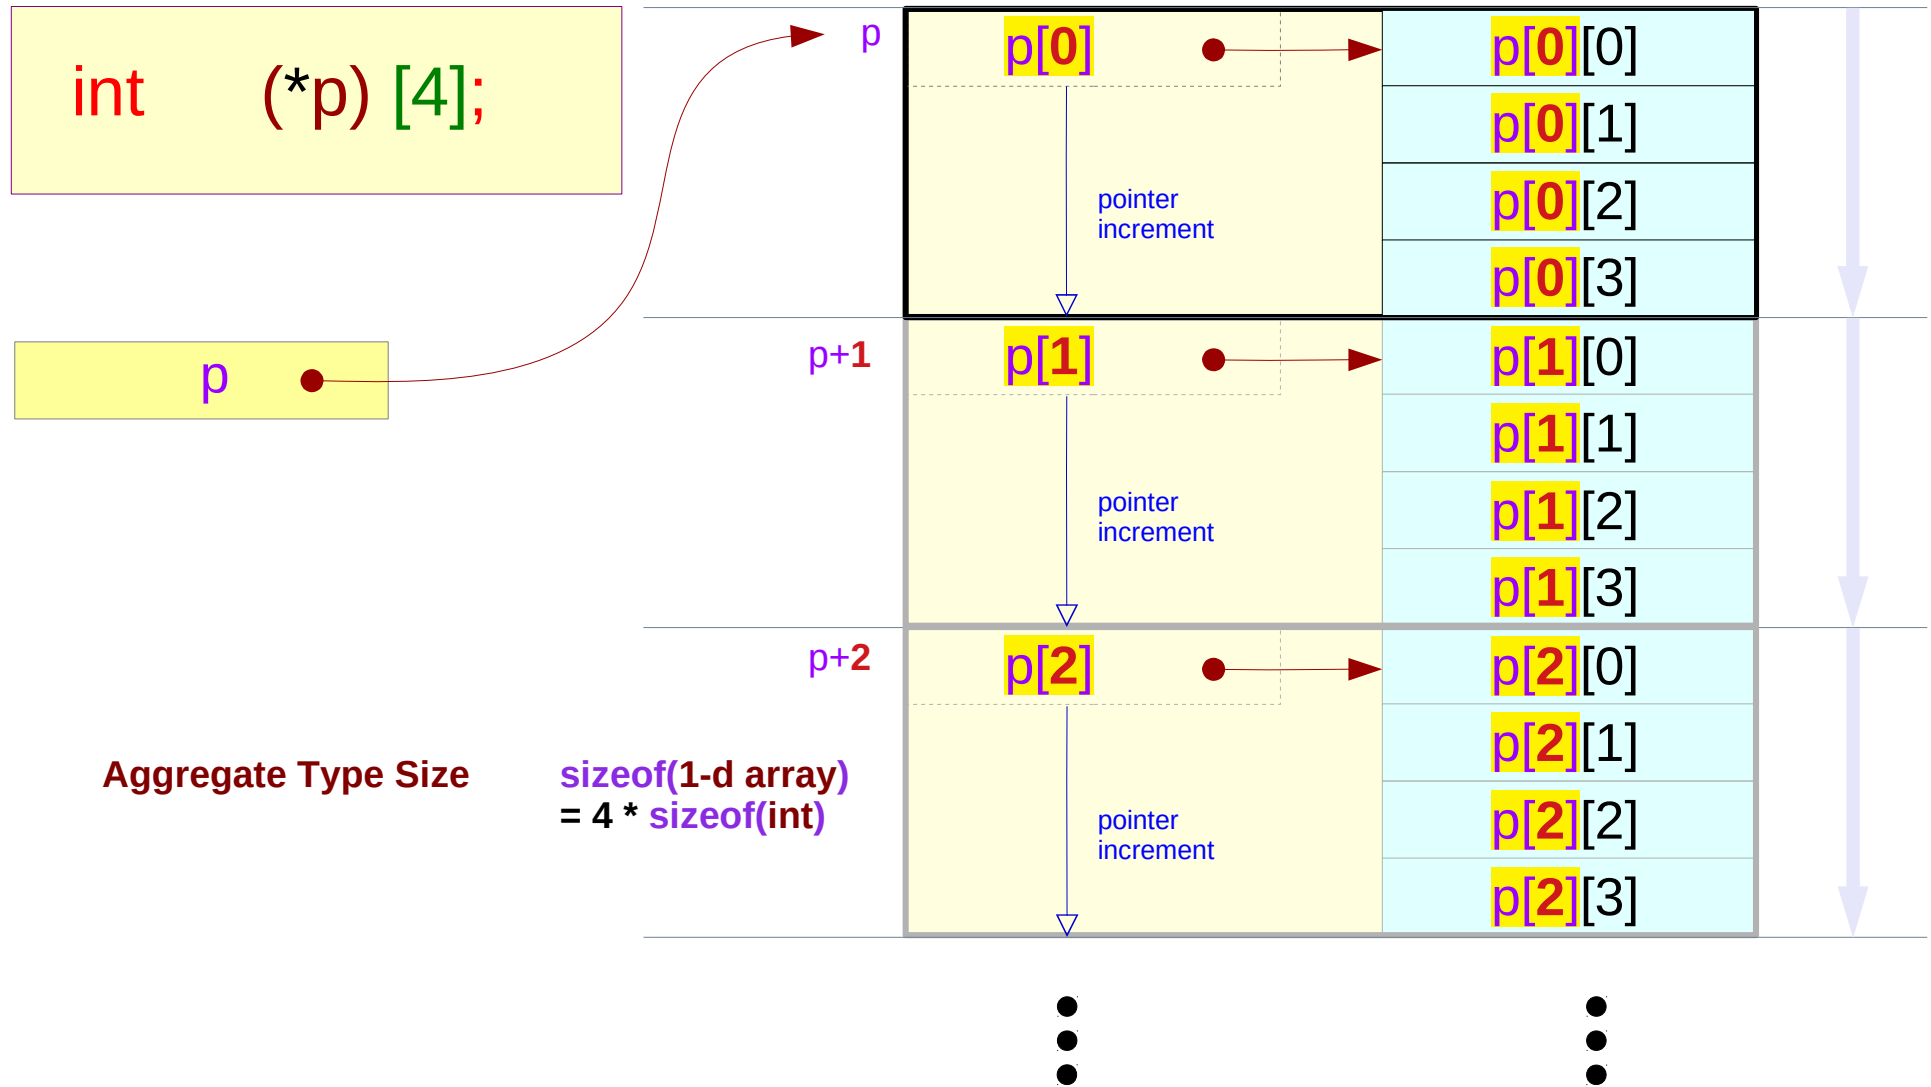 int (*p) [4];
p
p
p[0]
p[0][0]
p[0][1]
p[0][2]
p[0][3]
pointer
increment
p+1
p[1]
p[1][0]
p[1][1]
p[1][2]
p[1][3]
pointer
increment
p+2
p[2]
p[2][0]
p[2][1]
p[2][2]
p[2][3]
pointer
increment
Aggregate Type Size
sizeof(1-d array)
= 4 * sizeof(int)